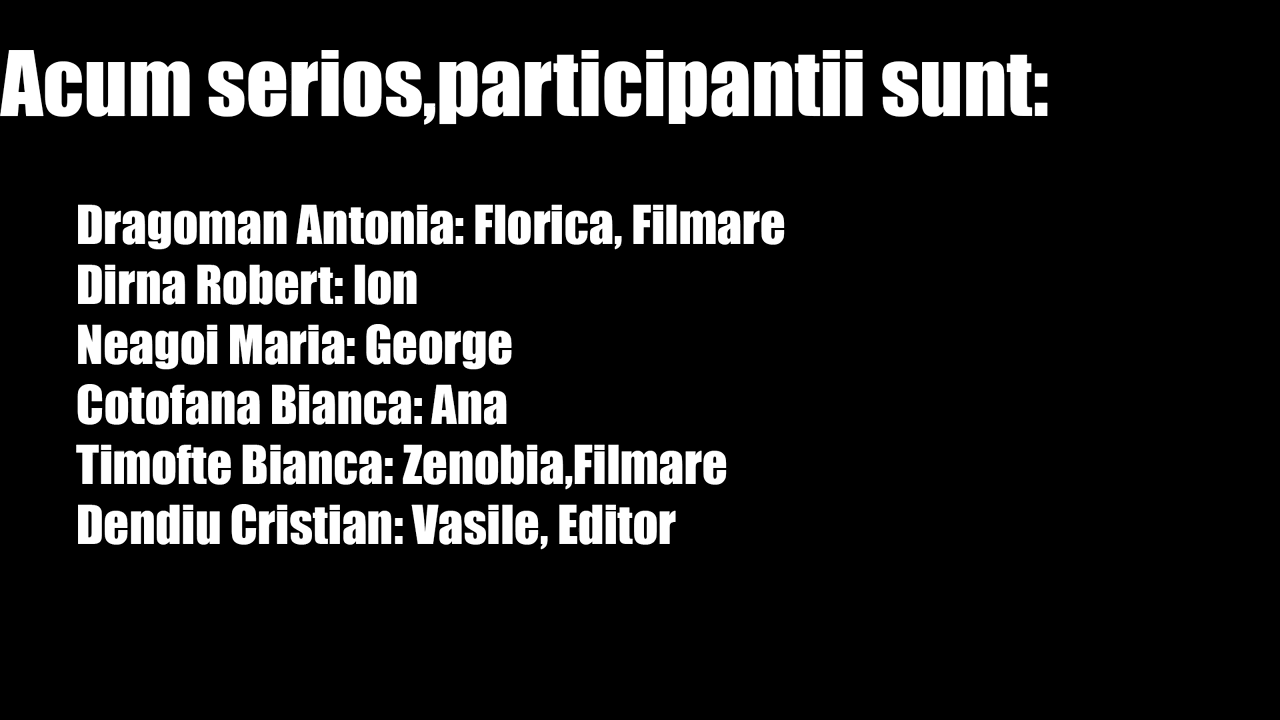 Acum serios,participantii sunt:
Dragoman Antonia: Florica, Filmare
Dirna Robert: Ion
Neagoi Maria: George
Cotofana Bianca: Ana
Timofte Bianca: Zenobia,Filmare
Dendiu Cristian: Vasile, Editor